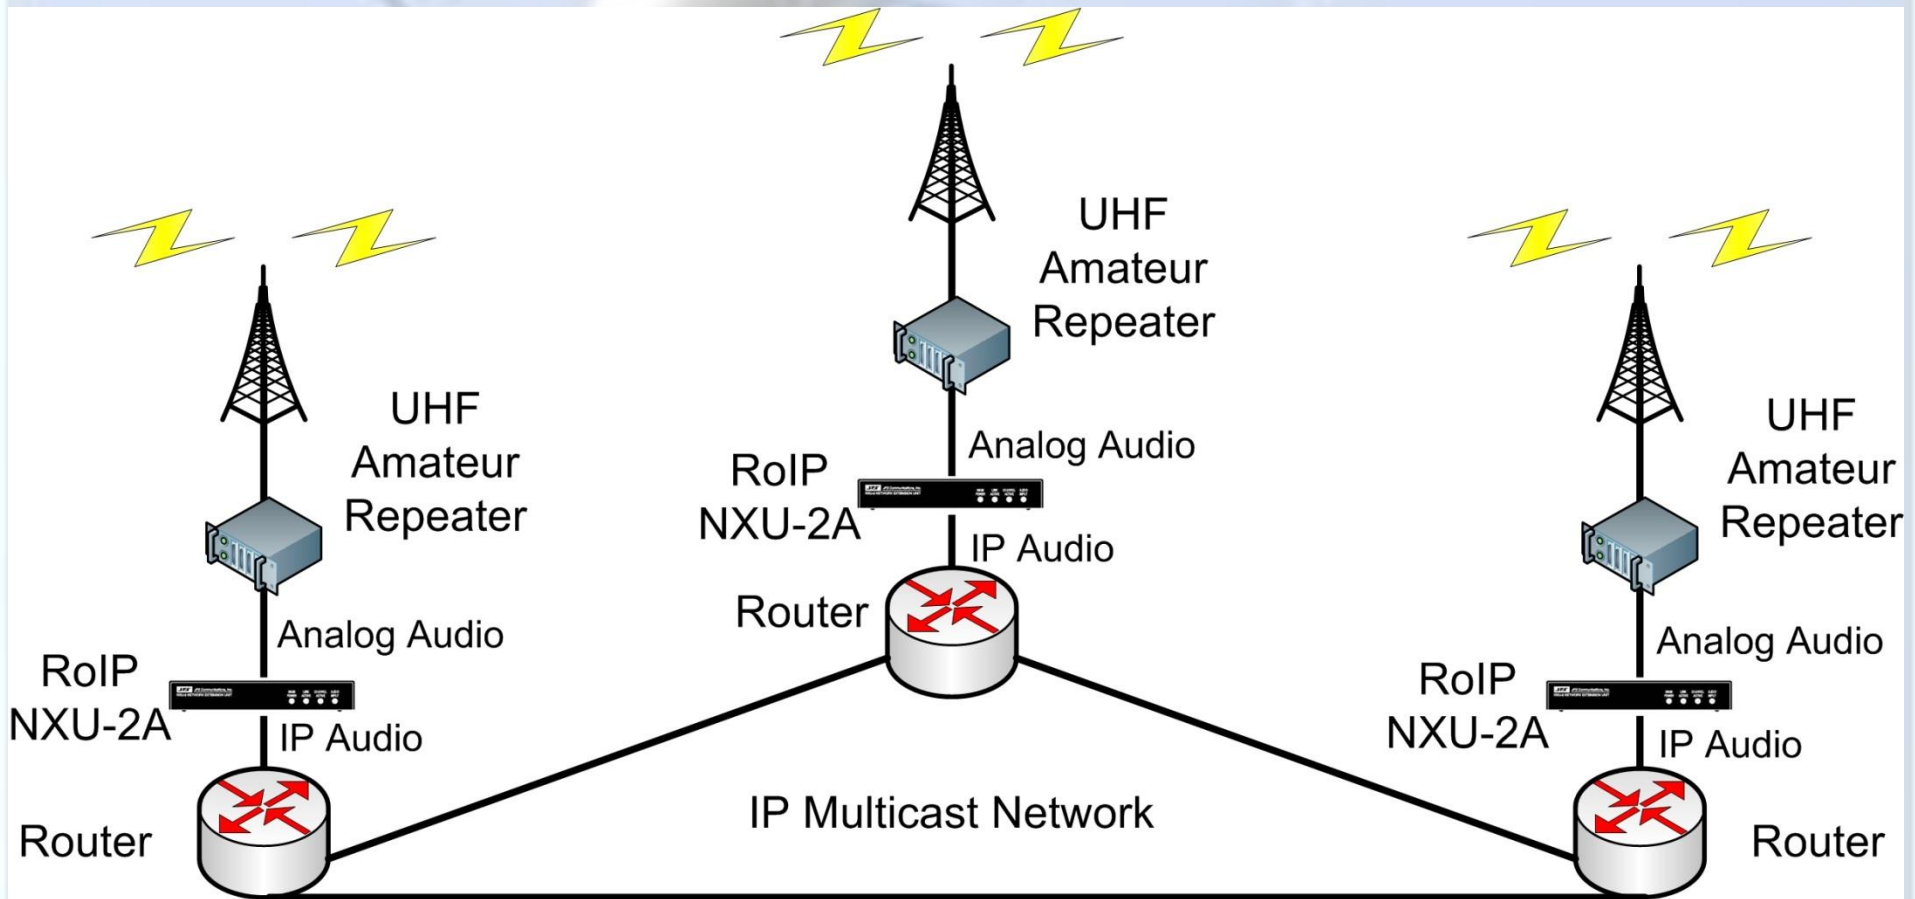 UHF
Amateur
Repeater
Analog Audio
RoIP
NXU-2A
IP Audio
Router
UHF
Amateur
Repeater
Analog Audio
RoIP
NXU-2A
IP Audio
Router
UHF
Amateur
Repeater
Analog Audio
RoIP
NXU-2A
IP Audio
Router
IP Multicast Network